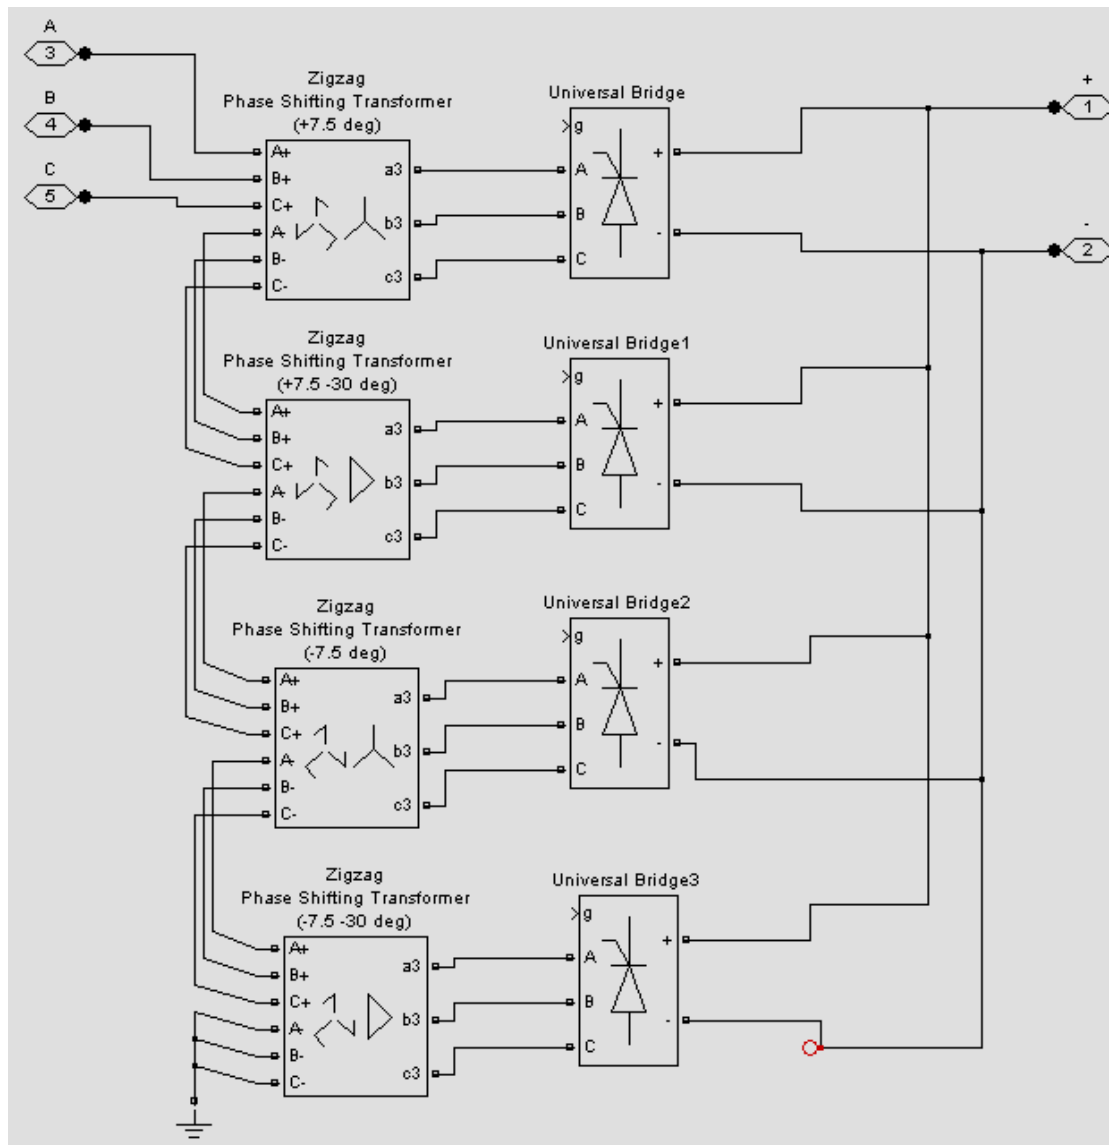 A
3
B
4
C
5
Zigzag
Phase Shifting Transformer
(+7.5 deg)
A+
B+
C+
A-
B-
C-
a3
b3
c3
Universal Bridge
g
A
B
C
+
-
+
1
-
2
Zigzag
Phase Shifting Transformer
(+7.5 -30 deg)
A+
B+
C+
A-
B-
C-
a3
b3
c3
Universal Bridge1
g
A
B
C
+
-
Zigzag
Phase Shifting Transformer
(-7.5 deg)
A+
B+
C+
A-
B-
C-
a3
b3
c3
Universal Bridge2
g
A
B
C
+
-
Zigzag
Phase Shifting Transformer
(-7.5 -30 deg)
A+
B+
C+
A-
B-
C-
a3
b3
c3
Universal Bridge3
g
A
B
C
+
-